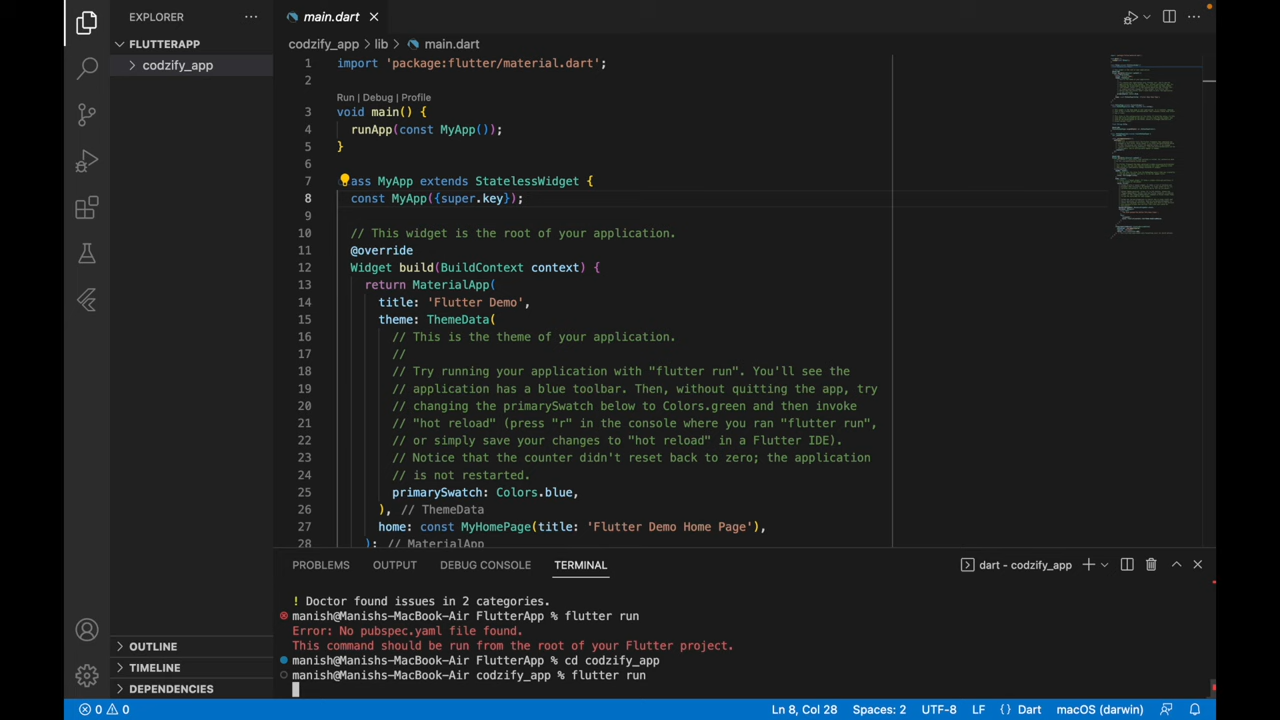 EXPLORER
FLUTTERAPP
codzify_app
OUTLINE
TIMELINE
DEPENDENCIES
main.dart
codzify_app > lib > main.dart
1 import 'package:flutter/material.dart';
2
Run | Debug | Profile
3 void main() {
4 runApp(const MyApp());
5 }
6
7 ass MyApp extends StatelessWidget {
8 const MyApp({super.key});
9
10 // This widget is the root of your application.
11 @override
12 Widget build(BuildContext context) {
13 return MaterialApp(
14 title: 'Flutter Demo',
15 theme: ThemeData(
16 // This is the theme of your application.
17 //
18 // Try running your application with "flutter run". You'll see the
19 // application has a blue toolbar. Then, without quitting the app, try
20 // changing the primarySwatch below to Colors.green and then invoke
21 // "hot reload" (press "r" in the console where you ran "flutter run",
22 // or simply save your changes to "hot reload" in a Flutter IDE).
23 // Notice that the counter didn't reset back to zero; the application
24 // is not restarted.
25 primarySwatch: Colors.blue,
26 ), // ThemeData
27 home: const MyHomePage(title: 'Flutter Demo Home Page'),
28 ); // MaterialApp
PROBLEMS OUTPUT DEBUG CONSOLE TERMINAL
dart - codzify_app
! Doctor found issues in 2 categories.
manish@Manishs-MacBook-Air FlutterApp % flutter run
Error: No pubspec.yaml file found.
This command should be run from the root of your Flutter project.
manish@Manishs-MacBook-Air FlutterApp % cd codzify_app
manish@Manishs-MacBook-Air codzify_app % flutter run
0 0 Ln 8, Col 28 Spaces: 2 UTF-8 LF {} Dart macOS (darwin)